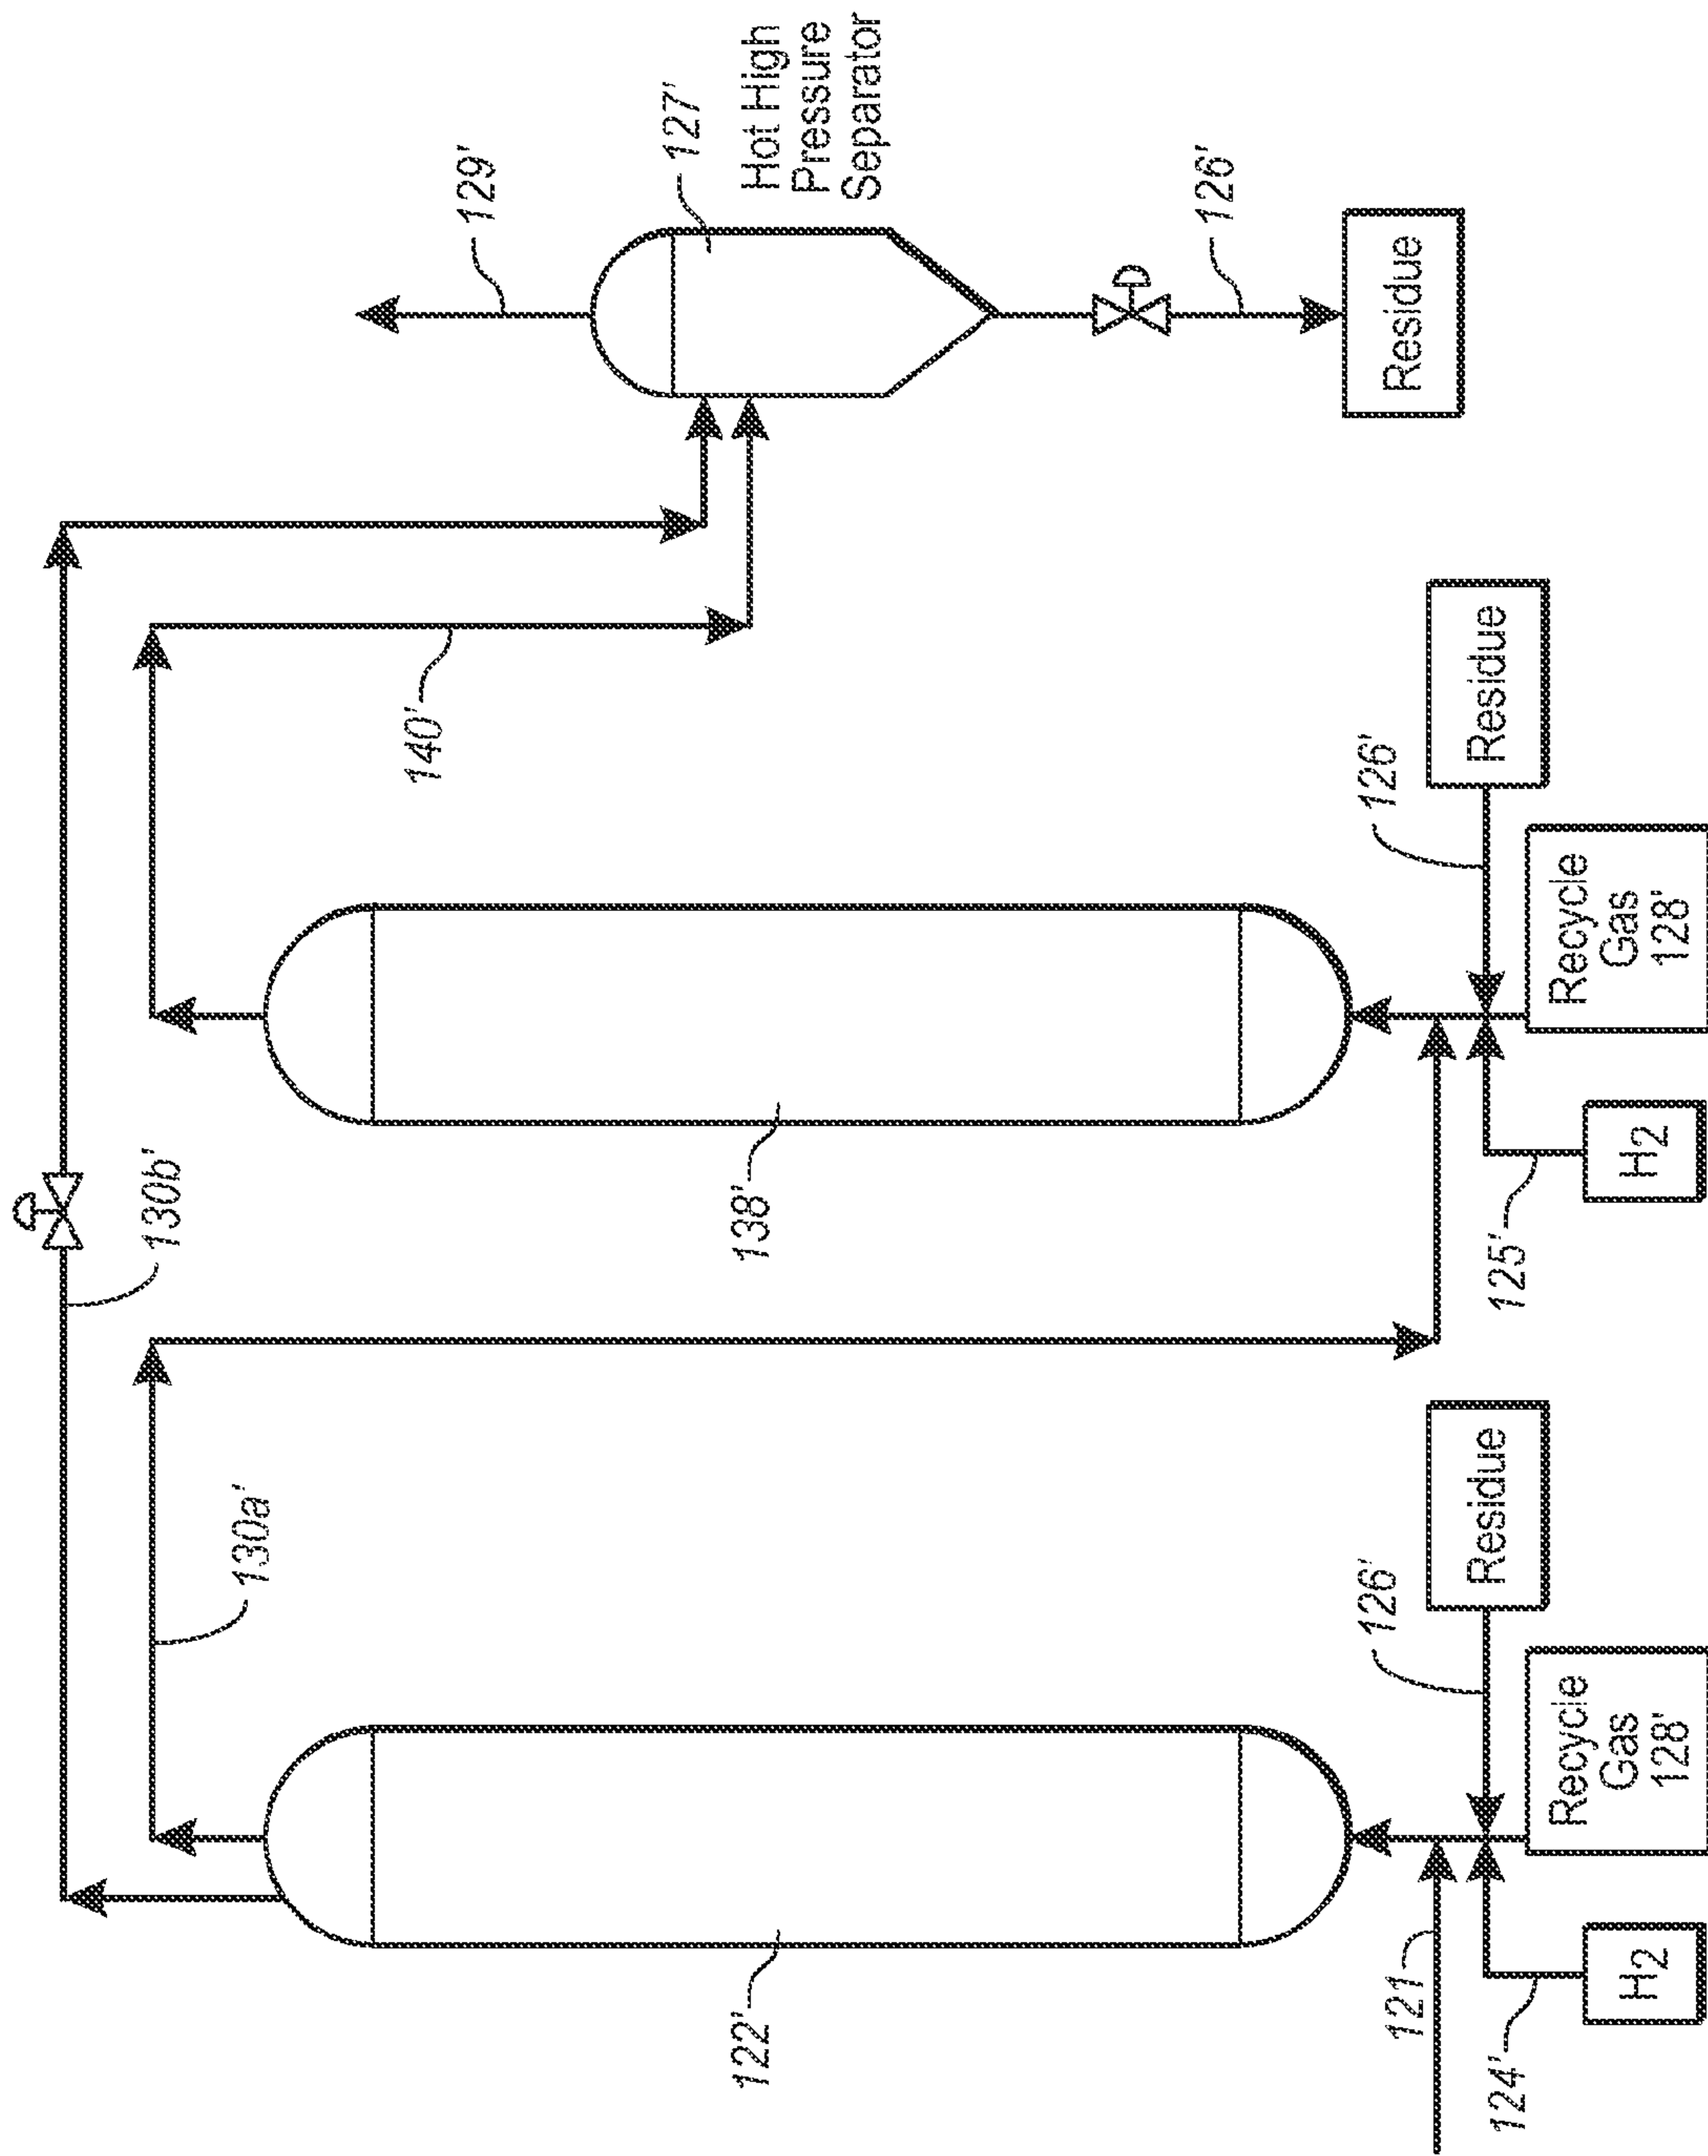 130b'
129'
130a'
140'
127'
Hot High
Pressure
Separator
122'
138'
126'
Residue
121
126'
Residue
126'
Residue
124'
H2
Recycle
Gas
128'
125'
H2
Recycle
Gas
128'